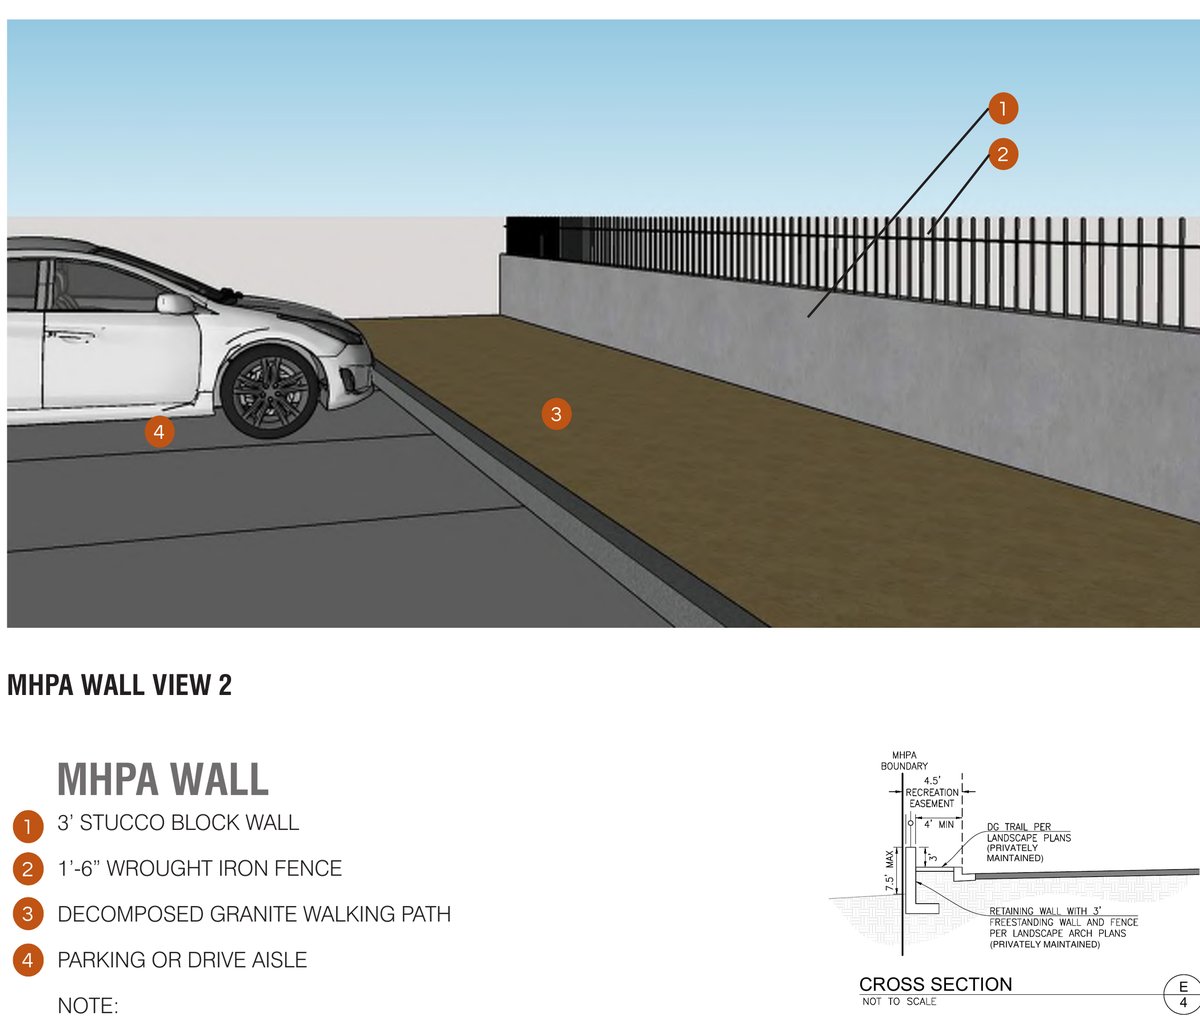 1
2
3
4
MHPA WALL VIEW 2
MHPA WALL
1 3’ STUCCO BLOCK WALL
2 1’-6” WROUGHT IRON FENCE
3 DECOMPOSED GRANITE WALKING PATH
4 PARKING OR DRIVE AISLE
NOTE:
MHPA
BOUNDARY
4.5'
RECREATION
EASEMENT
4' MIN
DG TRAIL PER
LANDSCAPE PLANS
(PRIVATELY
MAINTAINED)
7.5' MAX
3'
RETAINING WALL WITH 3'
FREESTANDING WALL AND FENCE
PER LANDSCAPE ARCH PLANS
(PRIVATELY MAINTAINED)
CROSS SECTION
NOT TO SCALE
E
4